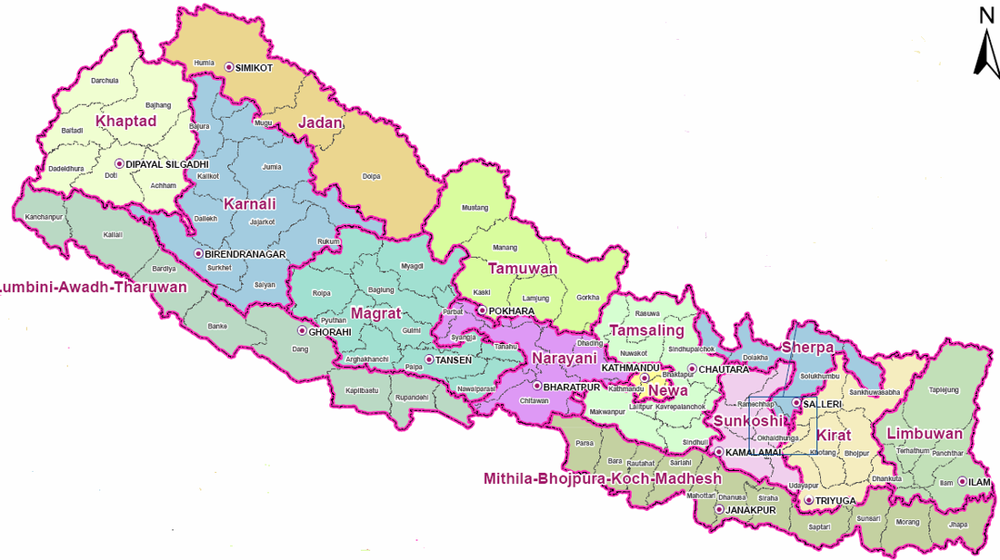 N
Humla
SIMIKOT
Darchula
Bajhang
Khaptad
Jadan
Baitadi
Bajura
Mugu
DIPAYAL SILGADHI
Dadeldhura
Doti
Achham
Kalikot
Jumla
Dolpa
Karnali
Kanchanpur
Kailali
Dailekh
Jajarkot
Mustang
Rukum
Manang
BIRENDRANAGAR
Surkhet
Bardiya
Myagdi
Tamuwan
Salyan
Lumbini-Awadh-Tharuwan
Rolpa
Baglung
Kaski
Lamjung
Gorkha
Magrat
Parbat
POKHARA
Rasuwa
Pyuthan
Banke
GHORAHI
Gulmi
Syangja
Tamsaling
Dang
Tanahu
Dhading
Nuwakot
Sindhupalchok
Sherpa
Dolakha
Arghakhanchi
TANSEN
Palpa
Narayani
KATHMANDU
CHAUTARA
Bhaktapur
Solukhumbu
Kapilbastu
Rupandehi
Nawalparasi
BHARATPUR
Kathmandu
Newa
Sankhuwasabha
Taplejung
Chitawan
Lalitpur
Kavrepalanchok
Ramechhap
SALLERI
Makwanpur
Sunkoshi
Kirat
Limbuwan
Parsa
Sindhuli
Okhaldhunga
KAMALAMAI
Khotang
Bhojpur
Terhathum
Panchthar
Bara
Rautahat
Sarlahi
Mithila-Bhojpura-Koch-Madhesh
Udayapur
Dhankuta
Ilam
ILAM
Mahottari
Dhanusa
Siraha
TRIYUGA
JANAKPUR
Saptari
Sunsari
Morang
Jhapa